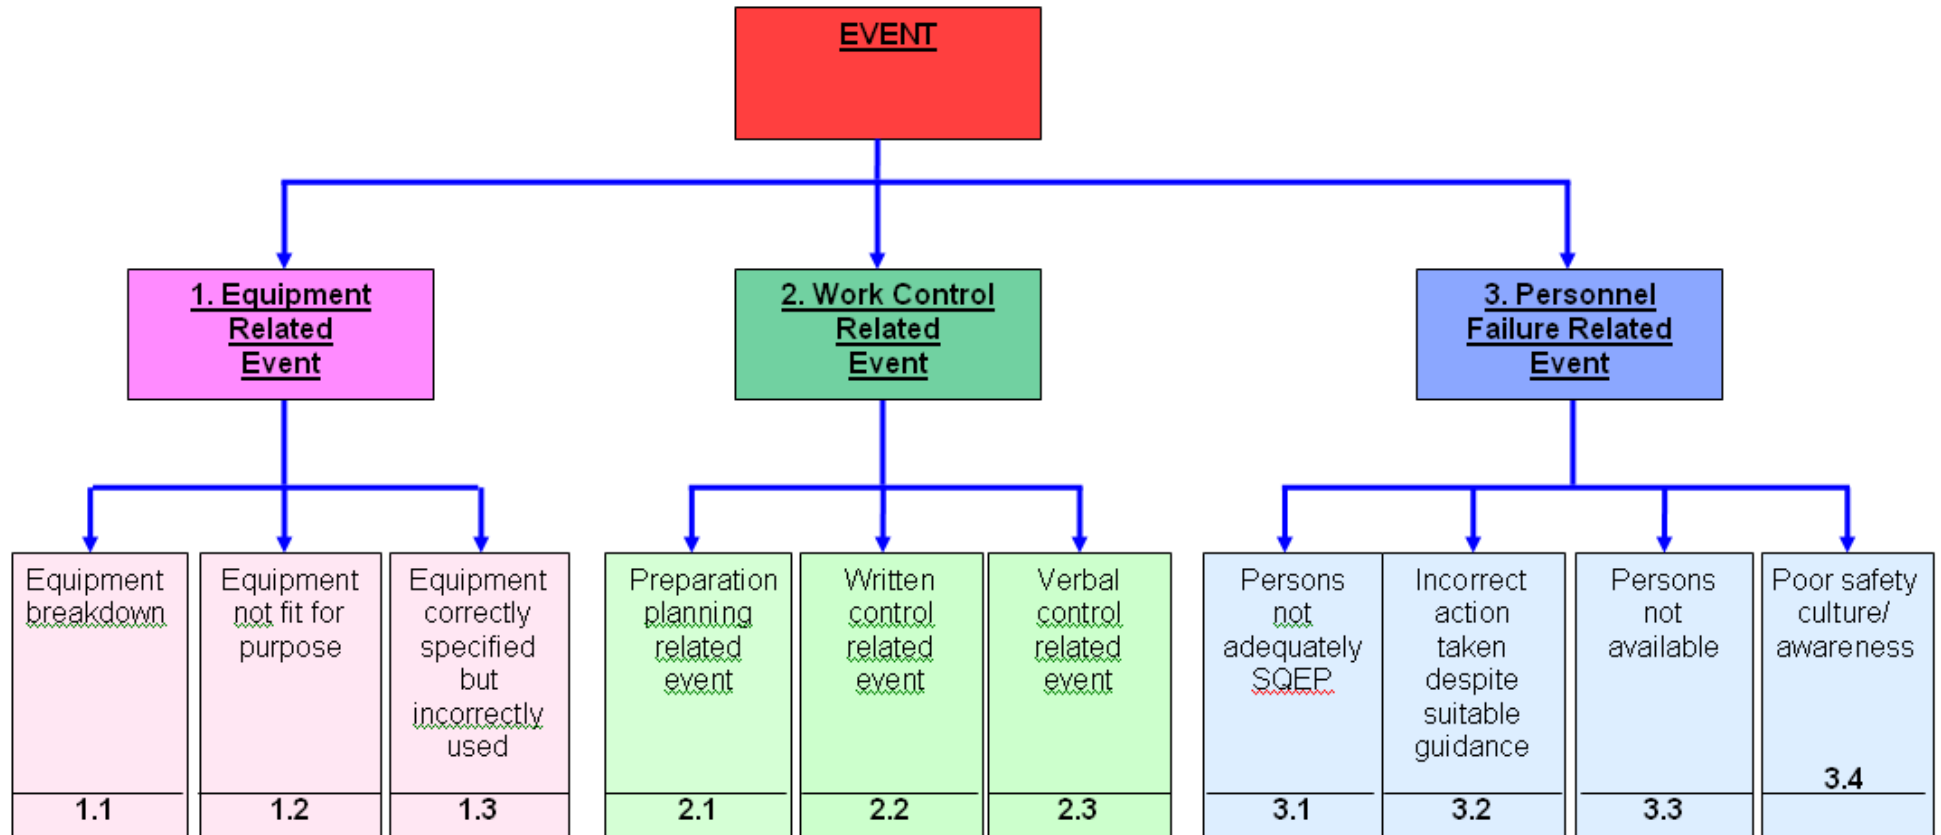 EVENT
1. Equipment
Related
Event
2. Work Control
Related
Event
3. Personnel
Failure Related
Event
Equipment
breakdown
1.1
Equipment
not fit for
purpose
1.2
Equipment
correctly
specified
but
incorrectly
used
1.3
Preparation
planning
related
event
2.1
Written
control
related
event
2.2
Verbal
control
related
event
2.3
Persons
not
adequately
SQEP
3.1
Incorrect
action
taken
despite
suitable
guidance
3.2
Persons
not
available
3.3
Poor safety
culture/
awareness
3.4